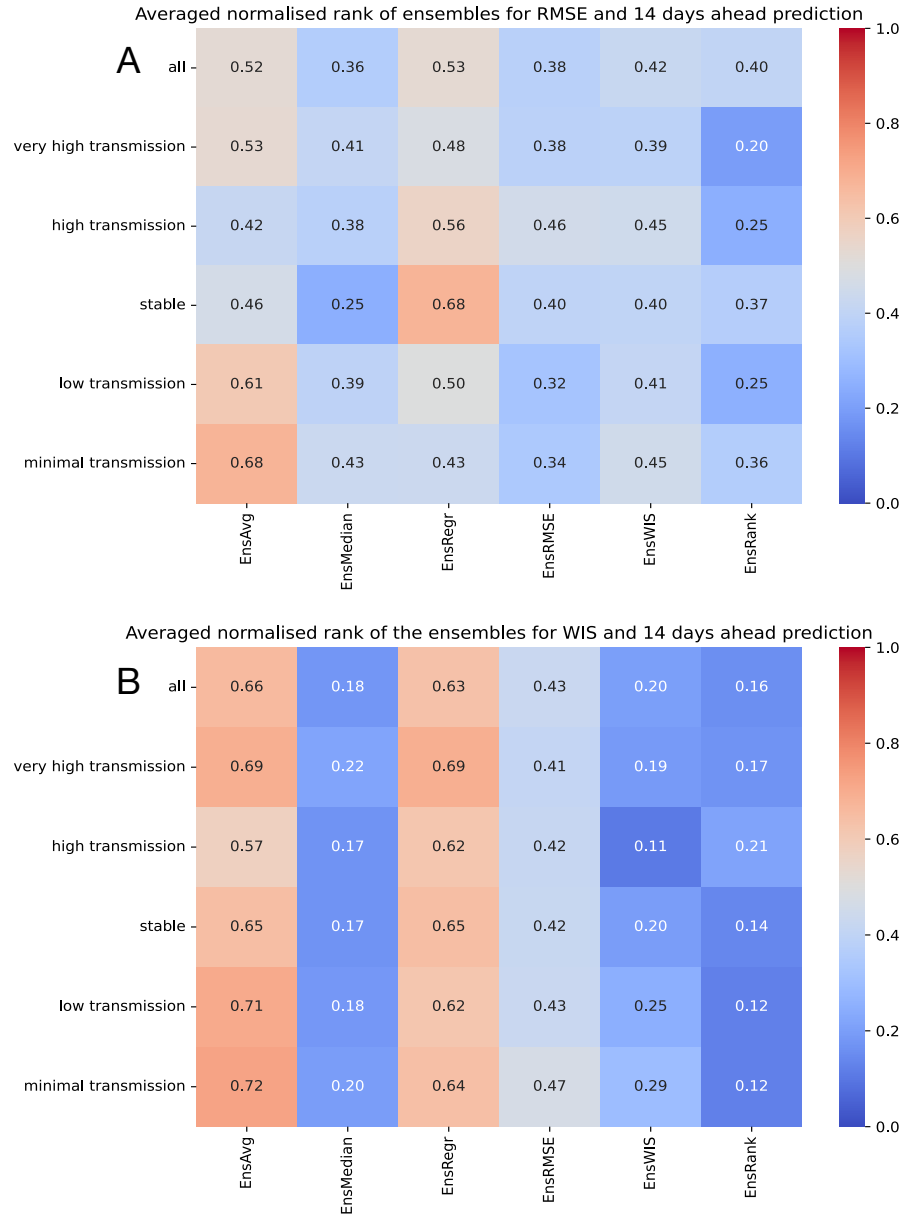 Averaged normalised rank of ensembles for RMSE and 14 days ahead prediction
A
all 0.52 0.36 0.53 0.38 0.42 0.40
very high transmission 0.53 0.41 0.48 0.38 0.39 0.20
high transmission 0.42 0.38 0.56 0.46 0.45 0.25
stable 0.46 0.25 0.68 0.40 0.40 0.37
low transmission 0.61 0.39 0.50 0.32 0.41 0.25
minimal transmission 0.68 0.43 0.43 0.34 0.45 0.36
EnsAvg EnsMedian EnsRegr EnsRMSE EnsWIS EnsRank
1.0
0.8
0.6
0.4
0.2
0.0
Averaged normalised rank of the ensembles for WIS and 14 days ahead prediction
B
all 0.66 0.18 0.63 0.43 0.20 0.16
very high transmission 0.69 0.22 0.69 0.41 0.19 0.17
high transmission 0.57 0.17 0.62 0.42 0.11 0.21
stable 0.65 0.17 0.65 0.42 0.20 0.14
low transmission 0.71 0.18 0.62 0.43 0.25 0.12
minimal transmission 0.72 0.20 0.64 0.47 0.29 0.12
EnsAvg EnsMedian EnsRegr EnsRMSE EnsWIS EnsRank
1.0
0.8
0.6
0.4
0.2
0.0